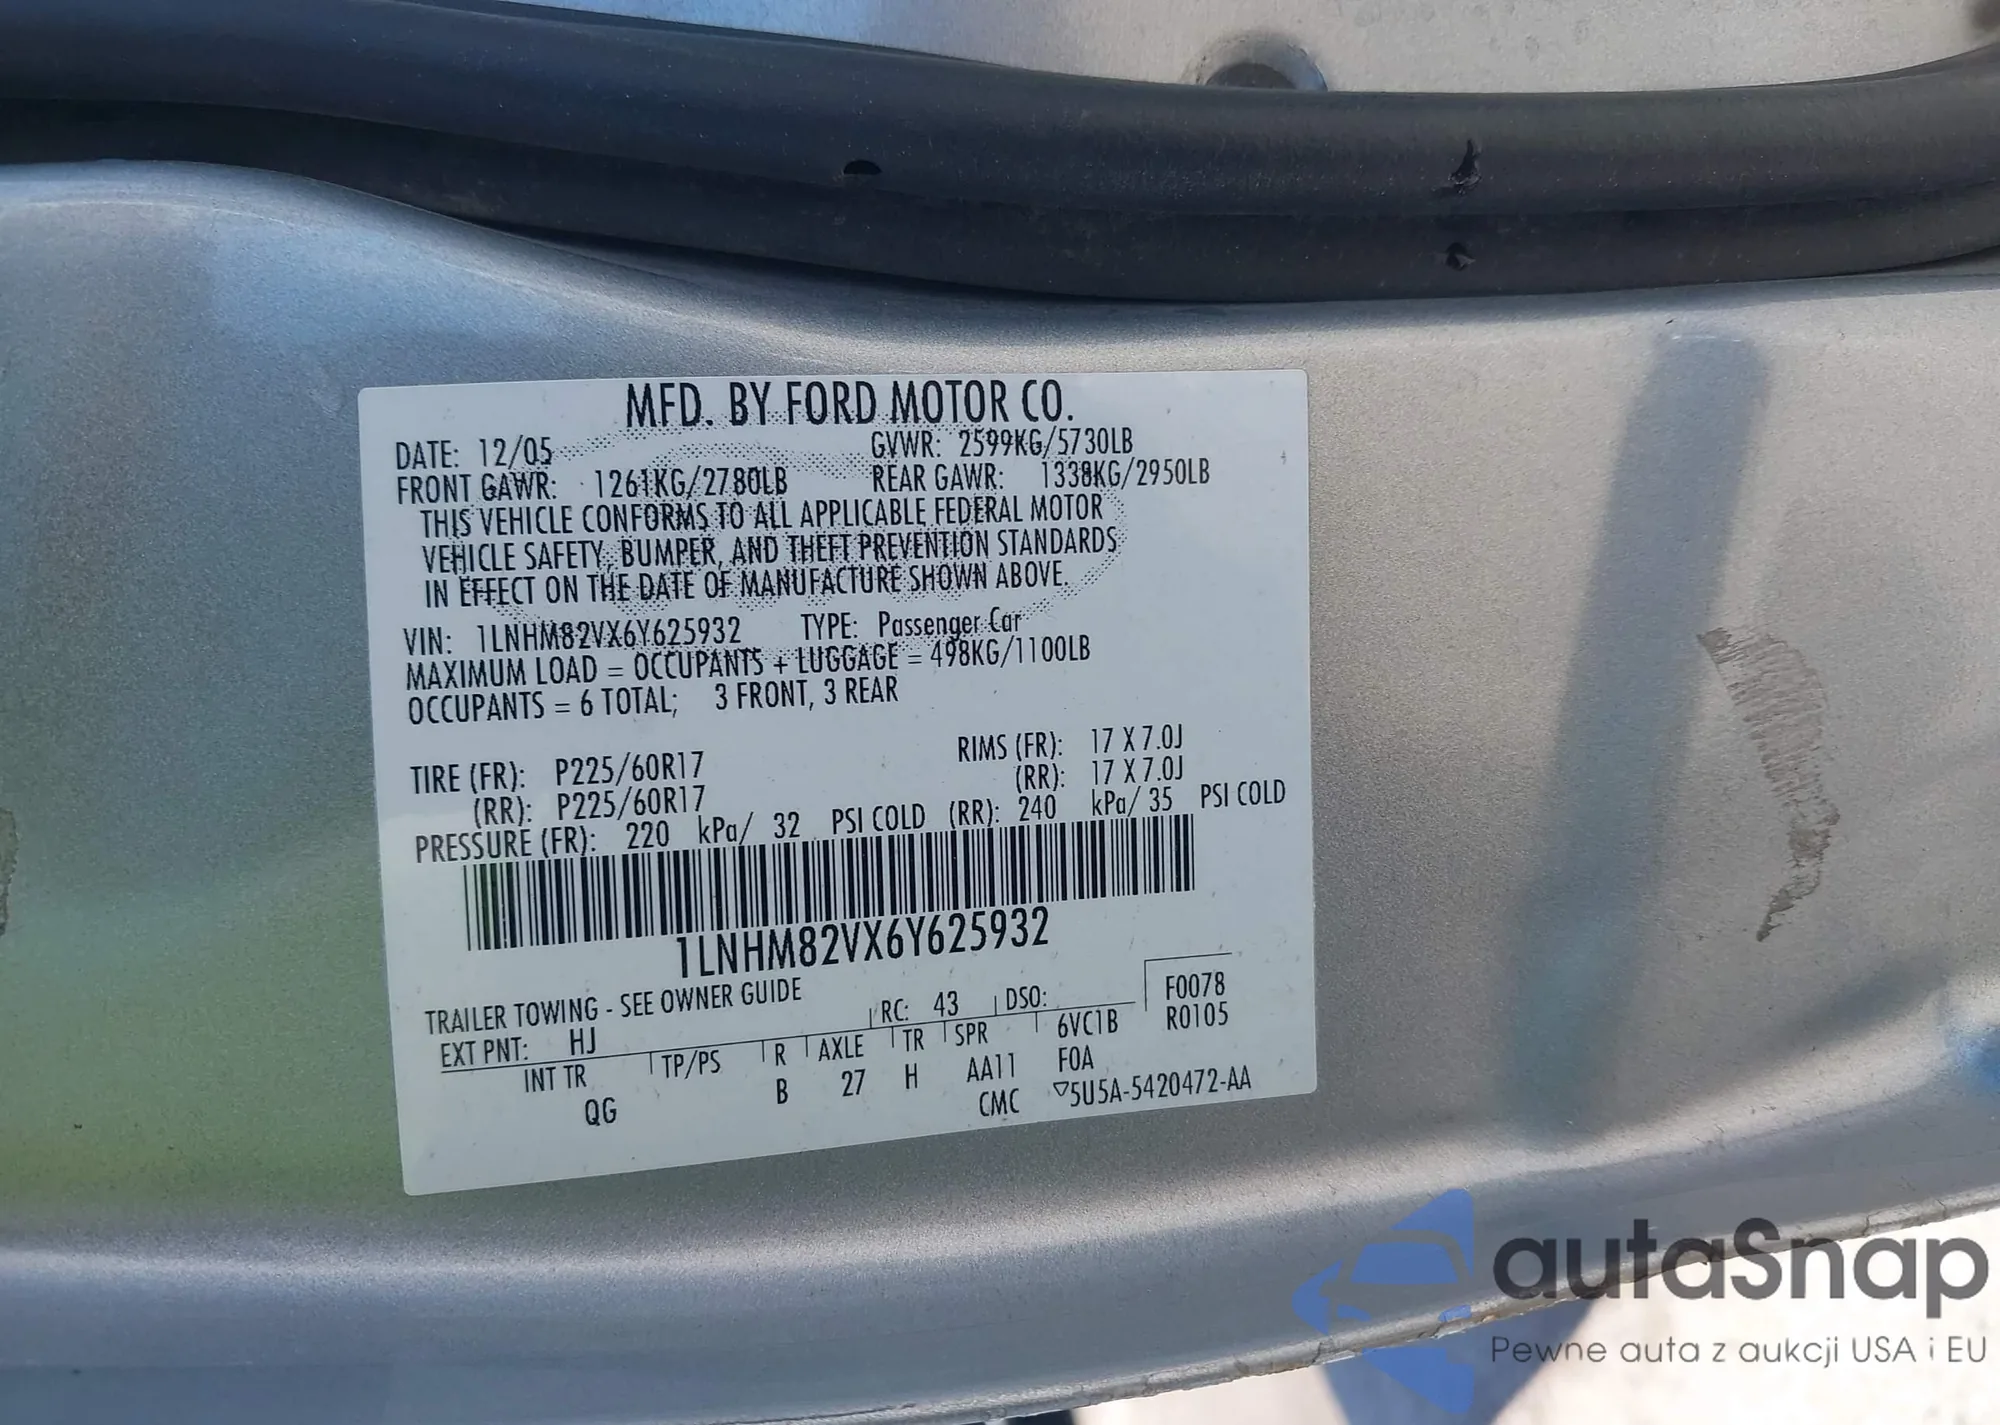 MFD. BY FORD MOTOR CO.
DATE: 12/05 GVWR: 2599KG/5730LB
FRONT GAWR: 1261KG/2780LB REAR GAWR: 1338KG/2950LB
THIS VEHICLE CONFORMS TO ALL APPLICABLE FEDERAL MOTOR
VEHICLE SAFETY, BUMPER, AND THEFT PREVENTION STANDARDS
IN EFFECT ON THE DATE OF MANUFACTURE SHOWN ABOVE.
VIN: 1LNHM82VX6Y625932 TYPE: Passenger Car
MAXIMUM LOAD = OCCUPANTS + LUGGAGE = 498KG/1100LB
OCCUPANTS = 6 TOTAL; 3 FRONT, 3 REAR
TIRE (FR): P225/60R17 RIMS (FR): 17 X 7.0J
(RR): P225/60R17 (RR): 17 X 7.0J
PRESSURE (FR): 220 kPa/ 32 PSI COLD (RR): 240 kPa/ 35 PSI COLD
1LNHM82VX6Y625932
TRAILER TOWING - SEE OWNER GUIDE
EXT PNT: HJ RC: 43 DSO: F0078
INT TR TP/PS R AXLE TR SPR 6VC1B R0105
QG B 27 H AA11 F0A
CMC ▽5U5A-5420472-AA
autaSnap
Pewne auta z aukcji USA i EU